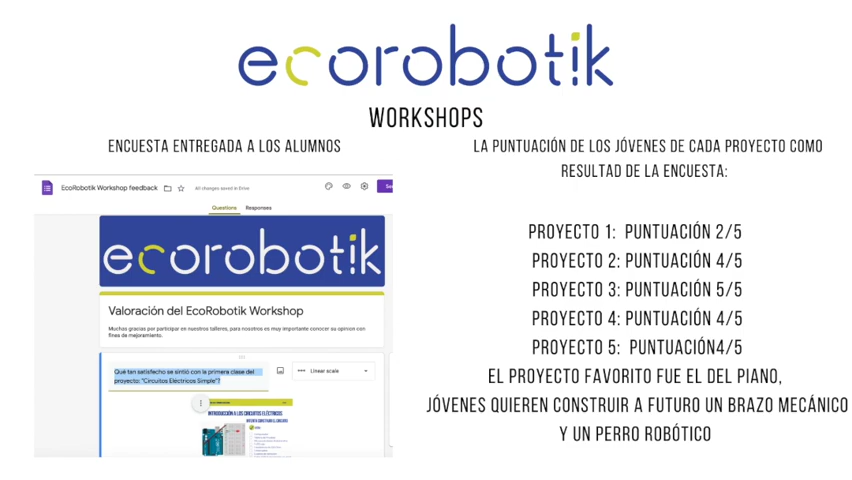 ecorobotik
WORKSHOPS
ENCUESTA ENTREGADA A LOS ALUMNOS
EcoRobotik Workshop feedback
All changes saved in Drive
Questions Responses
ecorobotik
Valoración del EcoRobotik Workshop
Muchas gracias por participar en nuestros talleres, para nosotros es muy importante conocer su opinion con
fines de mejoramiento.
Qué tan satisfecho se sintió con la primera clase del
proyecto: "Circuitos Eléctricos Simple"?
Linear scale
INTRODUCCIÓN A LOS CIRCUITOS ELÉCTRICOS
LA PUNTUACIÓN DE LOS JÓVENES DE CADA PROYECTO COMO
RESULTAD DE LA ENCUESTA:
PROYECTO 1: PUNTUACIÓN 2/5
PROYECTO 2: PUNTUACIÓN 4/5
PROYECTO 3: PUNTUACIÓN 5/5
PROYECTO 4: PUNTUACIÓN 4/5
PROYECTO 5: PUNTUACIÓN4/5
EL PROYECTO FAVORITO FUE EL DEL PIANO,
JÓVENES QUIEREN CONSTRUIR A FUTURO UN BRAZO MECÁNICO
Y UN PERRO ROBÓTICO